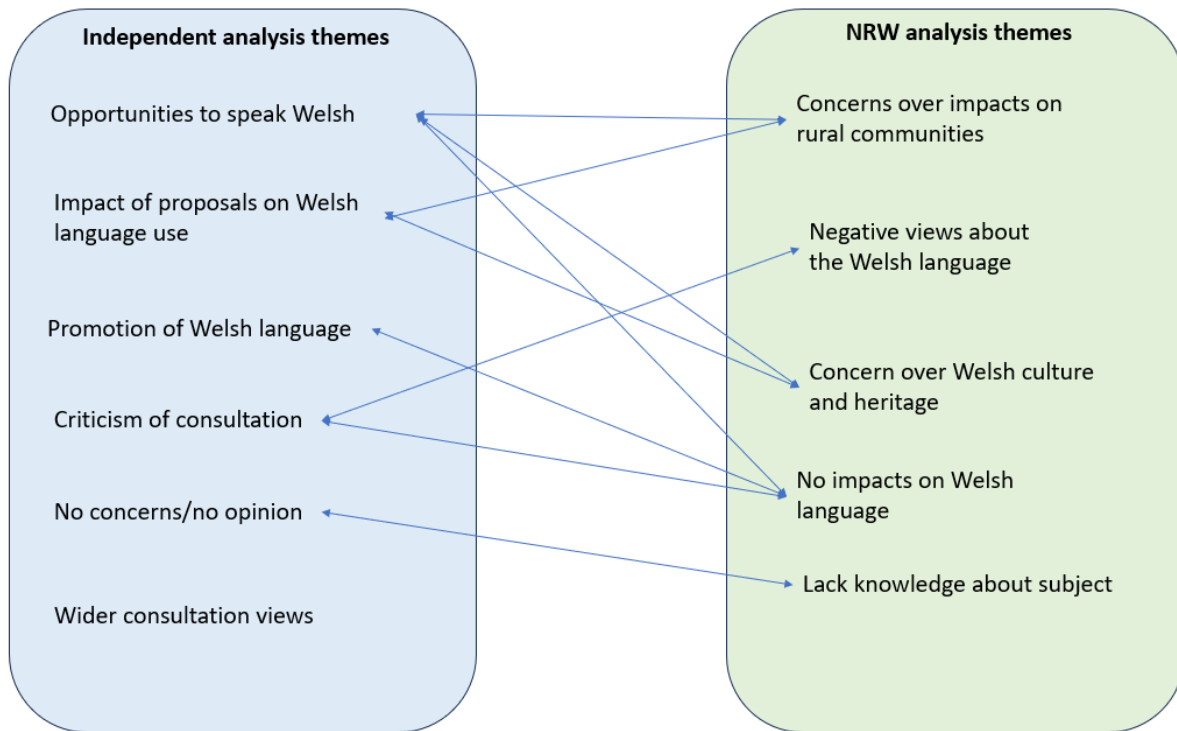 Independent analysis themes
Opportunities to speak Welsh
Impact of proposals on Welsh
language use
Promotion of Welsh language
Criticism of consultation
No concerns/no opinion
Wider consultation views
NRW analysis themes
Concerns over impacts on
rural communities
Negative views about
the Welsh language
Concern over Welsh culture
and heritage
No impacts on Welsh
language
Lack knowledge about subject